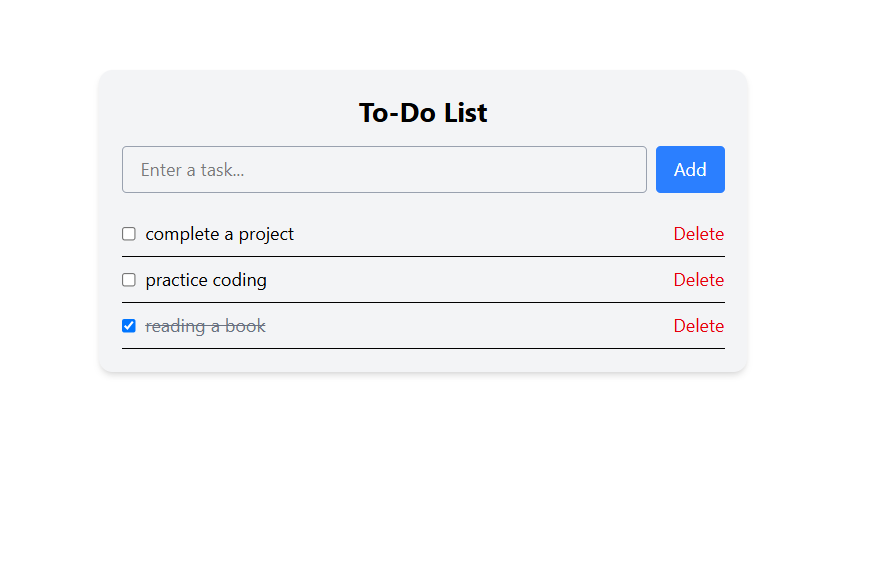 To-Do List
Enter a task...
Add
complete a project
Delete
practice coding
Delete
reading a book
Delete